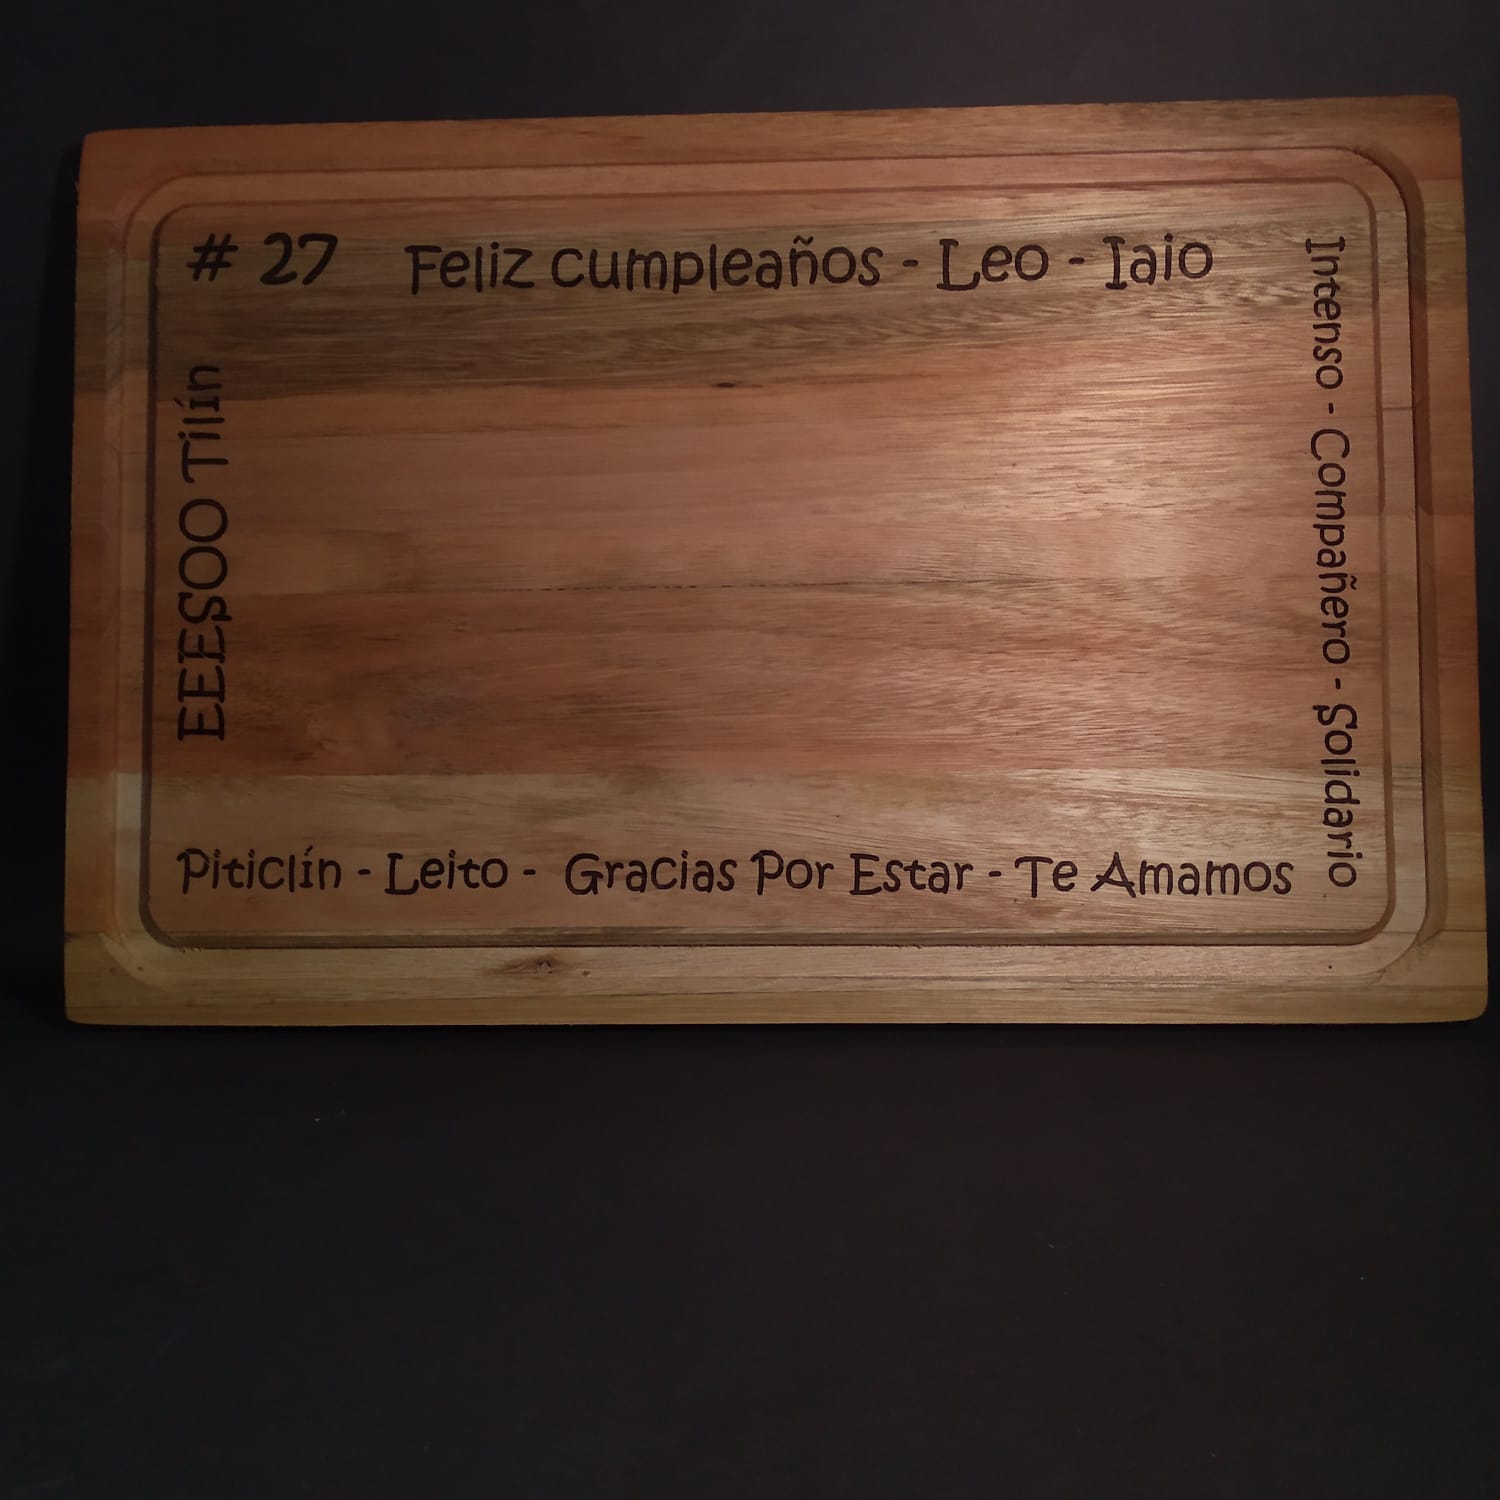 # 27 Feliz cumpleaños - Leo - Iaio
Intenso - Compañero - Solidario
EEESOO Tilín
Piticlín - Leito - Gracias Por Estar - Te Amamos